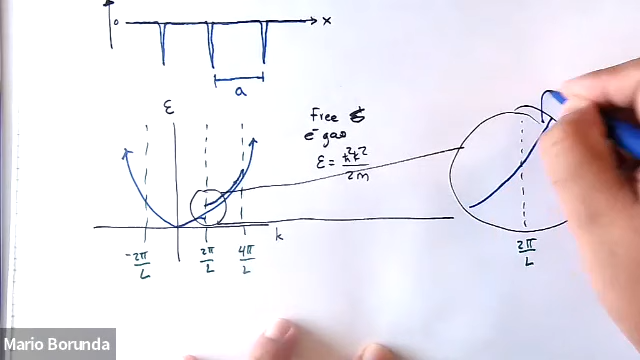 0
x
a
ε
Free
e⁻ gas
ε = ħ²k²/2m
k
-2π/L
2π/L
4π/L
2π/L
Mario Borunda